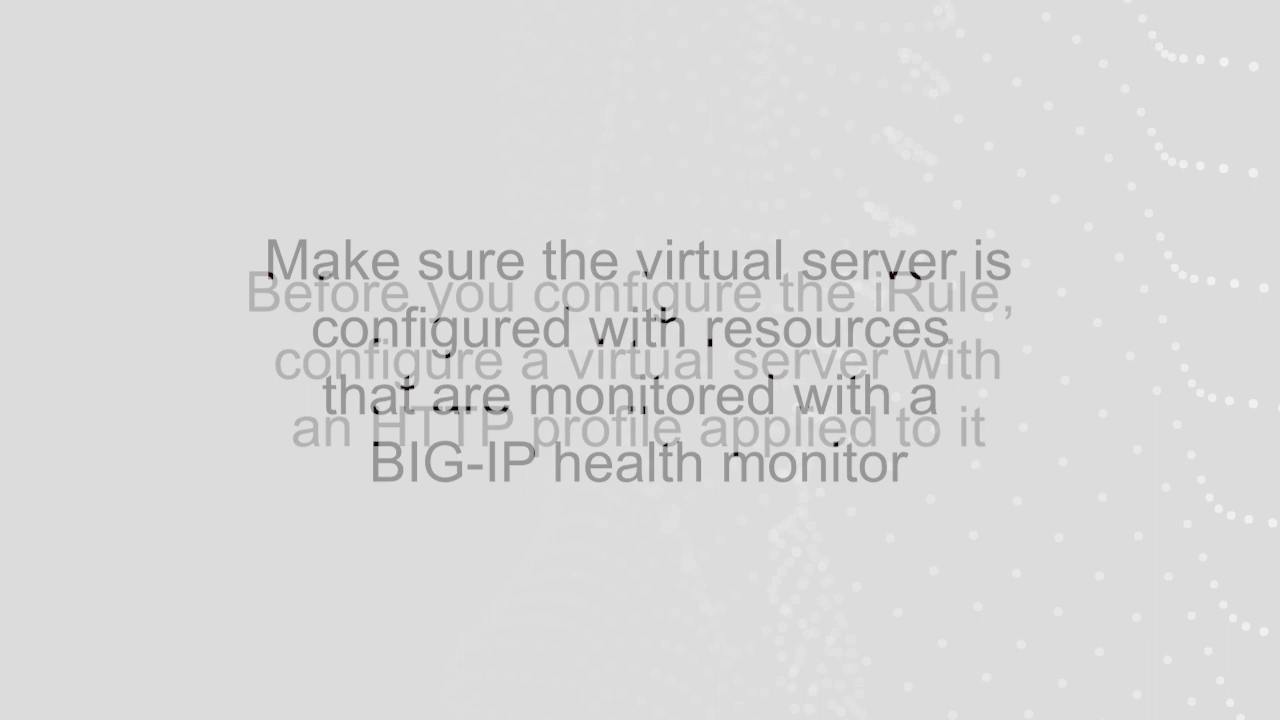 Make sure the virtual server is
configured with resources
that are monitored with a
BIG-IP health monitor
Before you configure the iRule,
configure a virtual server with
an HTTP profile applied to it